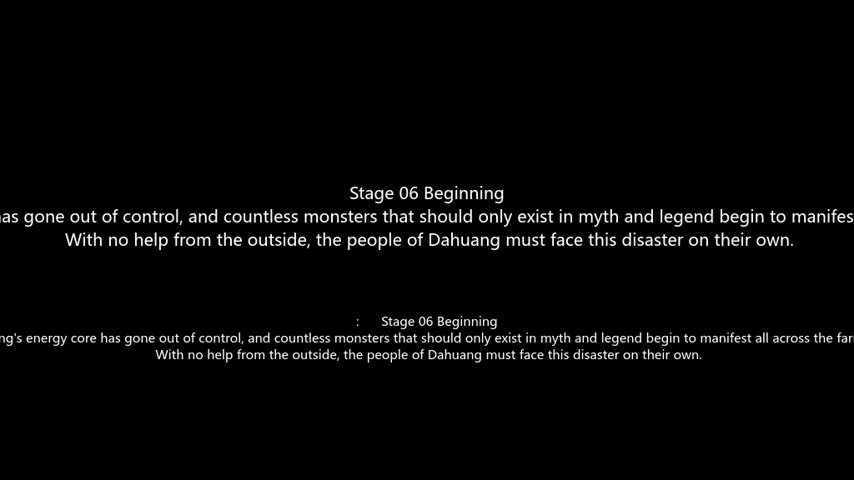 Stage 06 Beginning
has gone out of control, and countless monsters that should only exist in myth and legend begin to
With no help from the outside, the people of Dahuang must face this disaster on their own.
: Stage 06 Beginning
energy core has gone out of control, and countless monsters that should only exist in myth and legend begin to manifest all across the
With no help from the outside, the people of Dahuang must face this disaster on their own.